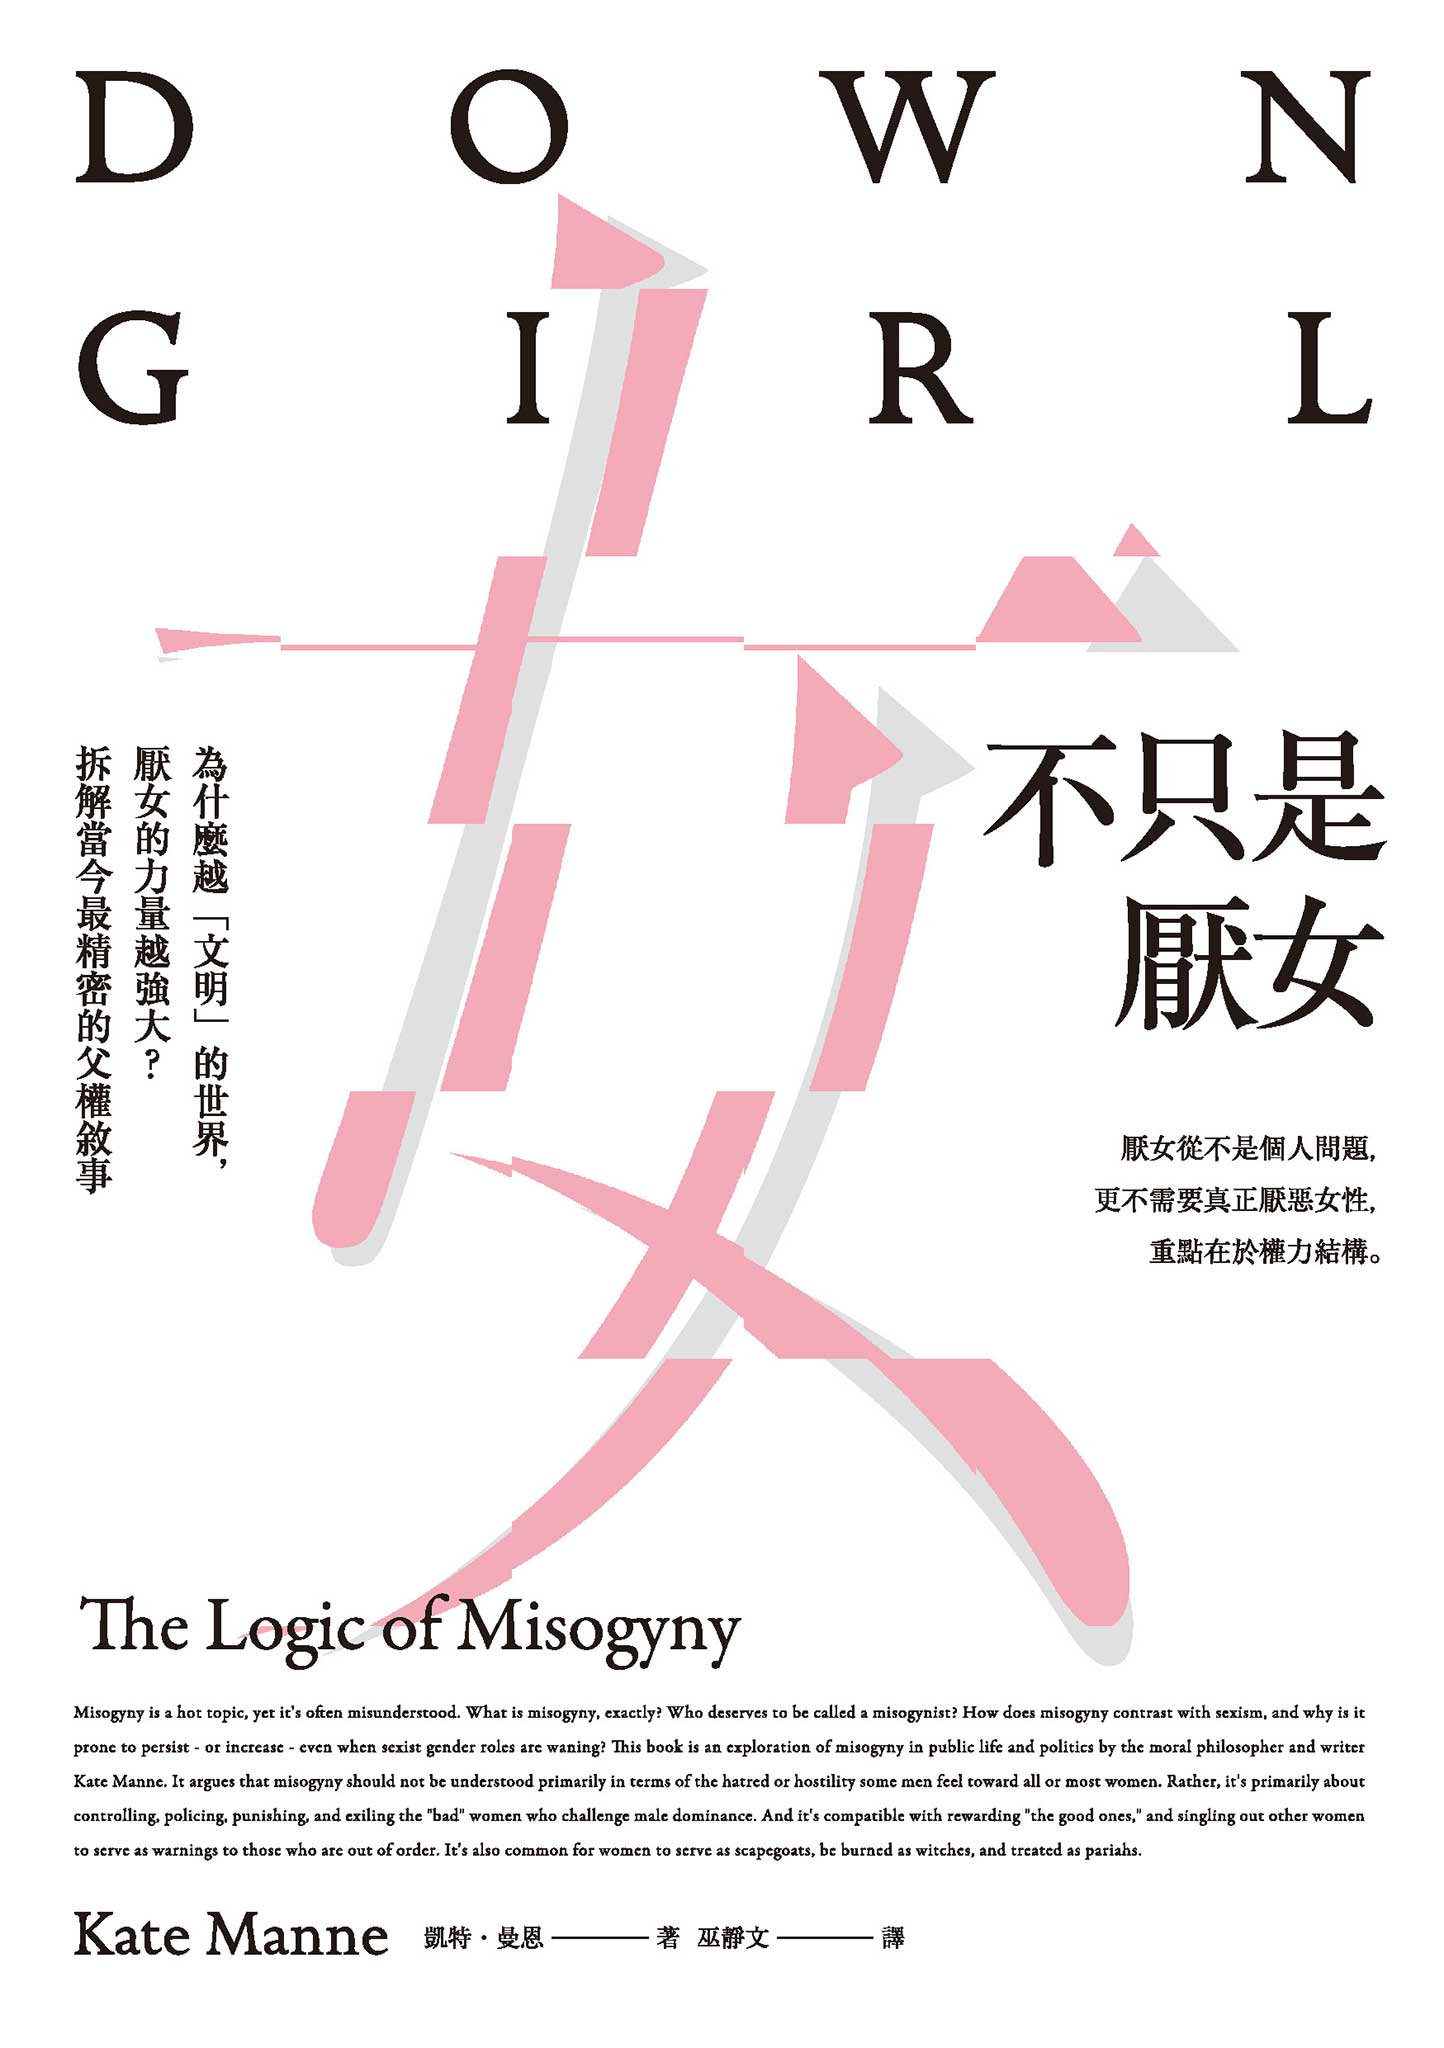 DOWN
GIRL
女
不只是
厭女
為什麼越「文明」的世界，
厭女的力量越強大？
拆解當今最精密的父權敘事
厭女從不是個人問題，
更不需要真正厭惡女性，
重點在於權力結構。
The Logic of Misogyny
Misogyny is a hot topic, yet it's often misunderstood. What is misogyny, exactly? Who deserves to be called a misogynist? How does misogyny contrast with sexism, and why is it
prone to persist - or increase - even when sexist gender roles are waning? This book is an exploration of misogyny in public life and politics by the moral philosopher and writer
Kate Manne. It argues that misogyny should not be understood primarily in terms of the hatred or hostility some men feel toward all or most women. Rather, it's primarily about
controlling, policing, punishing, and exiling the "bad" women who challenge male dominance. And it's compatible with rewarding "the good ones," and singling out other women
to serve as warnings to those who are out of order. It's also common for women to serve as scapegoats, be burned as witches, and treated as pariahs.
Kate Manne 凱特・曼恩———著 巫靜文———譯